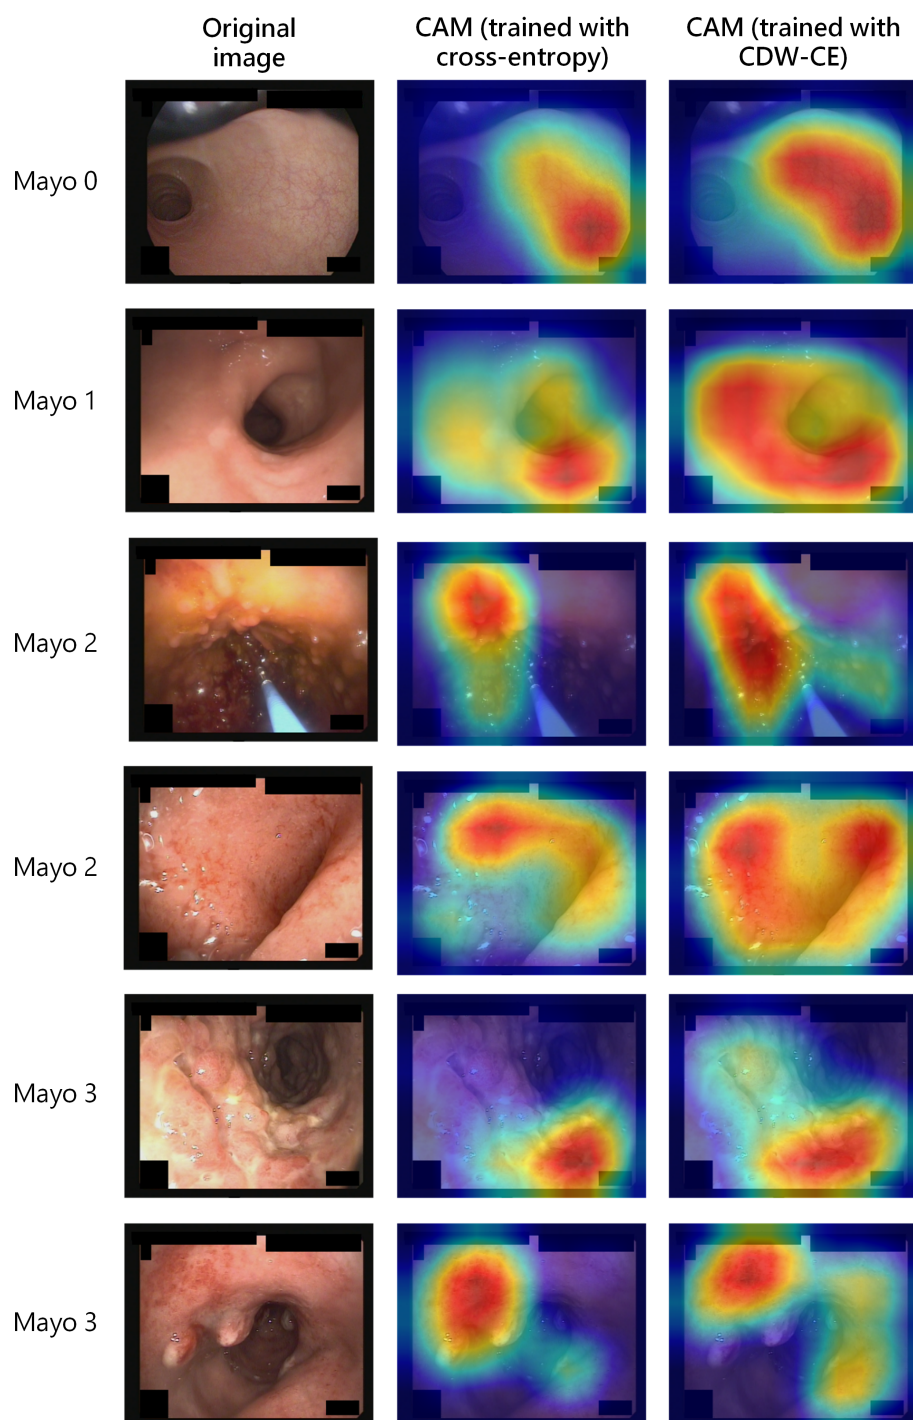 Original
image
CAM (trained with
cross-entropy)
CAM (trained with
CDW-CE)
Mayo 0
Mayo 1
Mayo 2
Mayo 2
Mayo 3
Mayo 3